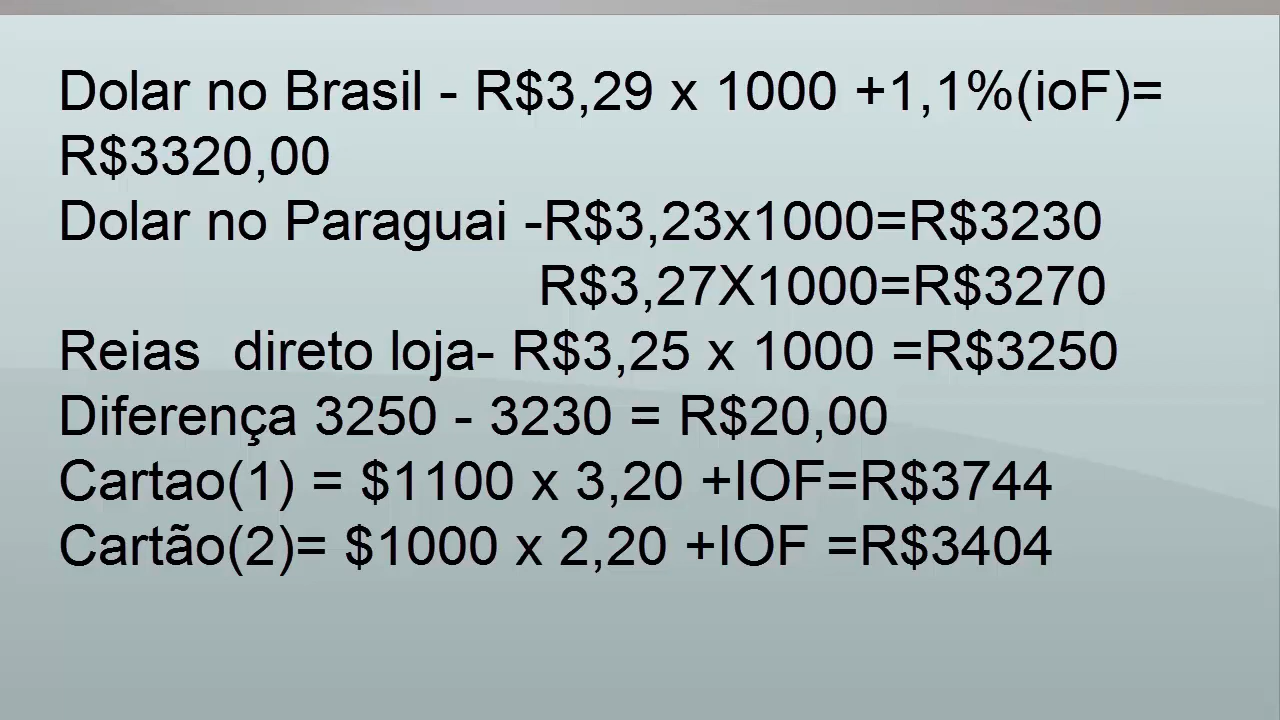 Dolar no Brasil - R$3,29 x 1000 +1,1%(ioF)=
R$3320,00
Dolar no Paraguai -R$3,23x1000=R$3230
R$3,27X1000=R$3270
Reias  direto loja- R$3,25 x 1000 =R$3250
Diferença 3250 - 3230 = R$20,00
Cartao(1) = $1100 x 3,20 +IOF=R$3744
Cartão(2)= $1000 x 2,20 +IOF =R$3404